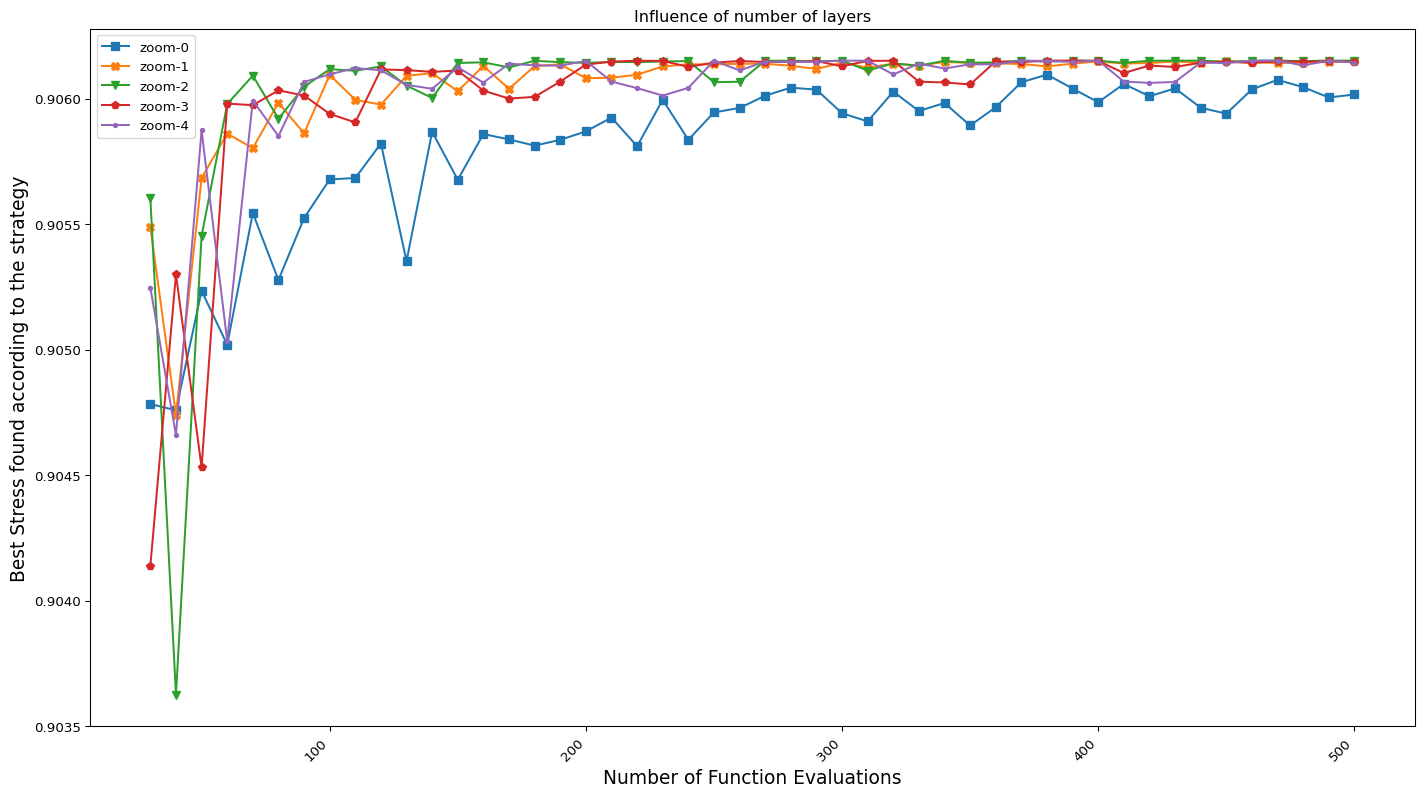 Influence of number of layers
zoom-0
zoom-1
zoom-2
zoom-3
zoom-4
Best Stress found according to the strategy
0.9060
0.9055
0.9050
0.9045
0.9040
0.9035
100
200
300
400
500
Number of Function Evaluations